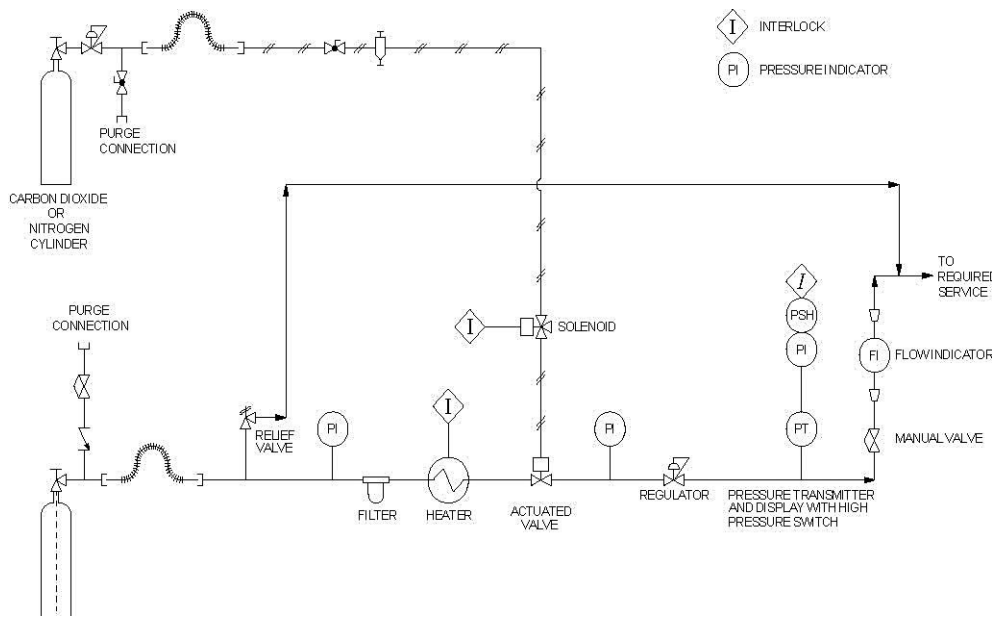 I INTERLOCK
PI PRESSURE INDICATOR
PURGE
CONNECTION
CARBON DIOXIDE
OR
NITROGEN
CYLINDER
TO
REQUIRED
SERVICE
PURGE
CONNECTION
I
PSH
PI
I
SOLENOID
FI FLOW INDICATOR
I
RELIEF
VALVE
PI
PI
PT
MANUAL VALVE
FILTER
HEATER
ACTUATED
VALVE
REGULATOR
PRESSURE TRANSMITTER
AND DISPLAY WITH HIGH
PRESSURE SWITCH